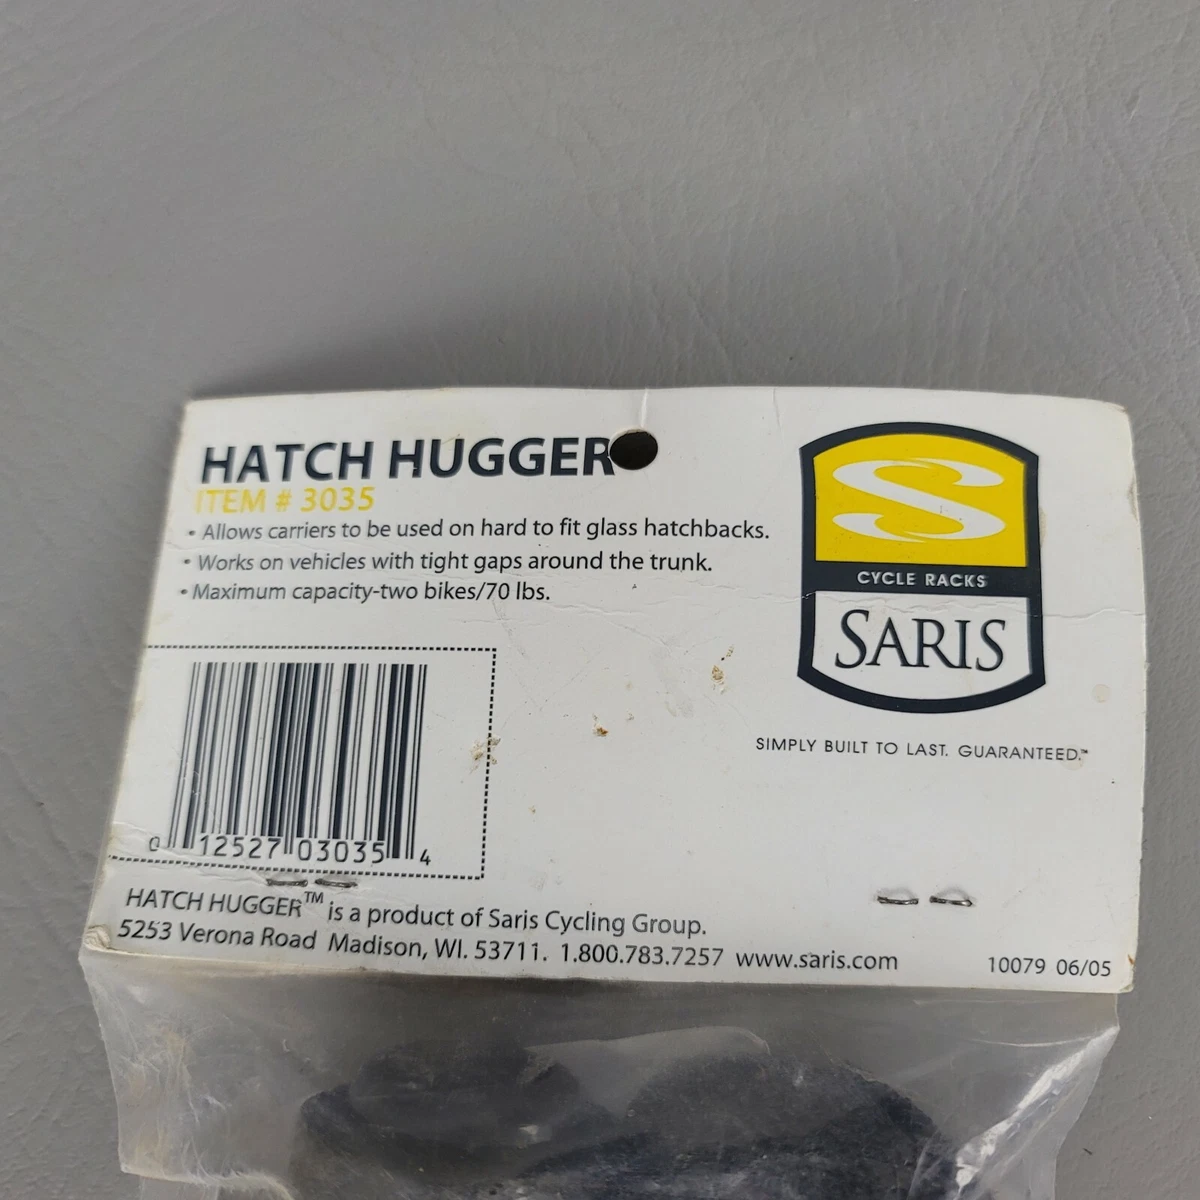 HATCH HUGGER
ITEM # 3035
• Allows carriers to be used on hard to fit glass hatchbacks.
• Works on vehicles with tight gaps around the trunk.
• Maximum capacity-two bikes/70 lbs.
S
CYCLE RACKS
SARIS
SIMPLY BUILT TO LAST. GUARANTEED.™
0 12527 03035 4
HATCH HUGGER™ is a product of Saris Cycling Group.
5253 Verona Road Madison, WI. 53711. 1.800.783.7257 www.saris.com
10079 06/05